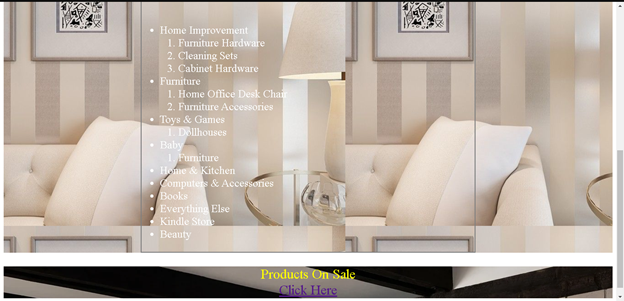 Home Improvement
1. Furniture Hardware
2. Cleaning Sets
3. Cabinet Hardware
Furniture
1. Home Office Desk Chair
2. Furniture Accessories
Toys & Games
1. Dollhouses
Baby
1. Furniture
Home & Kitchen
Computers & Accessories
Books
Everything Else
Kindle Store
Beauty
Products On Sale
Click Here